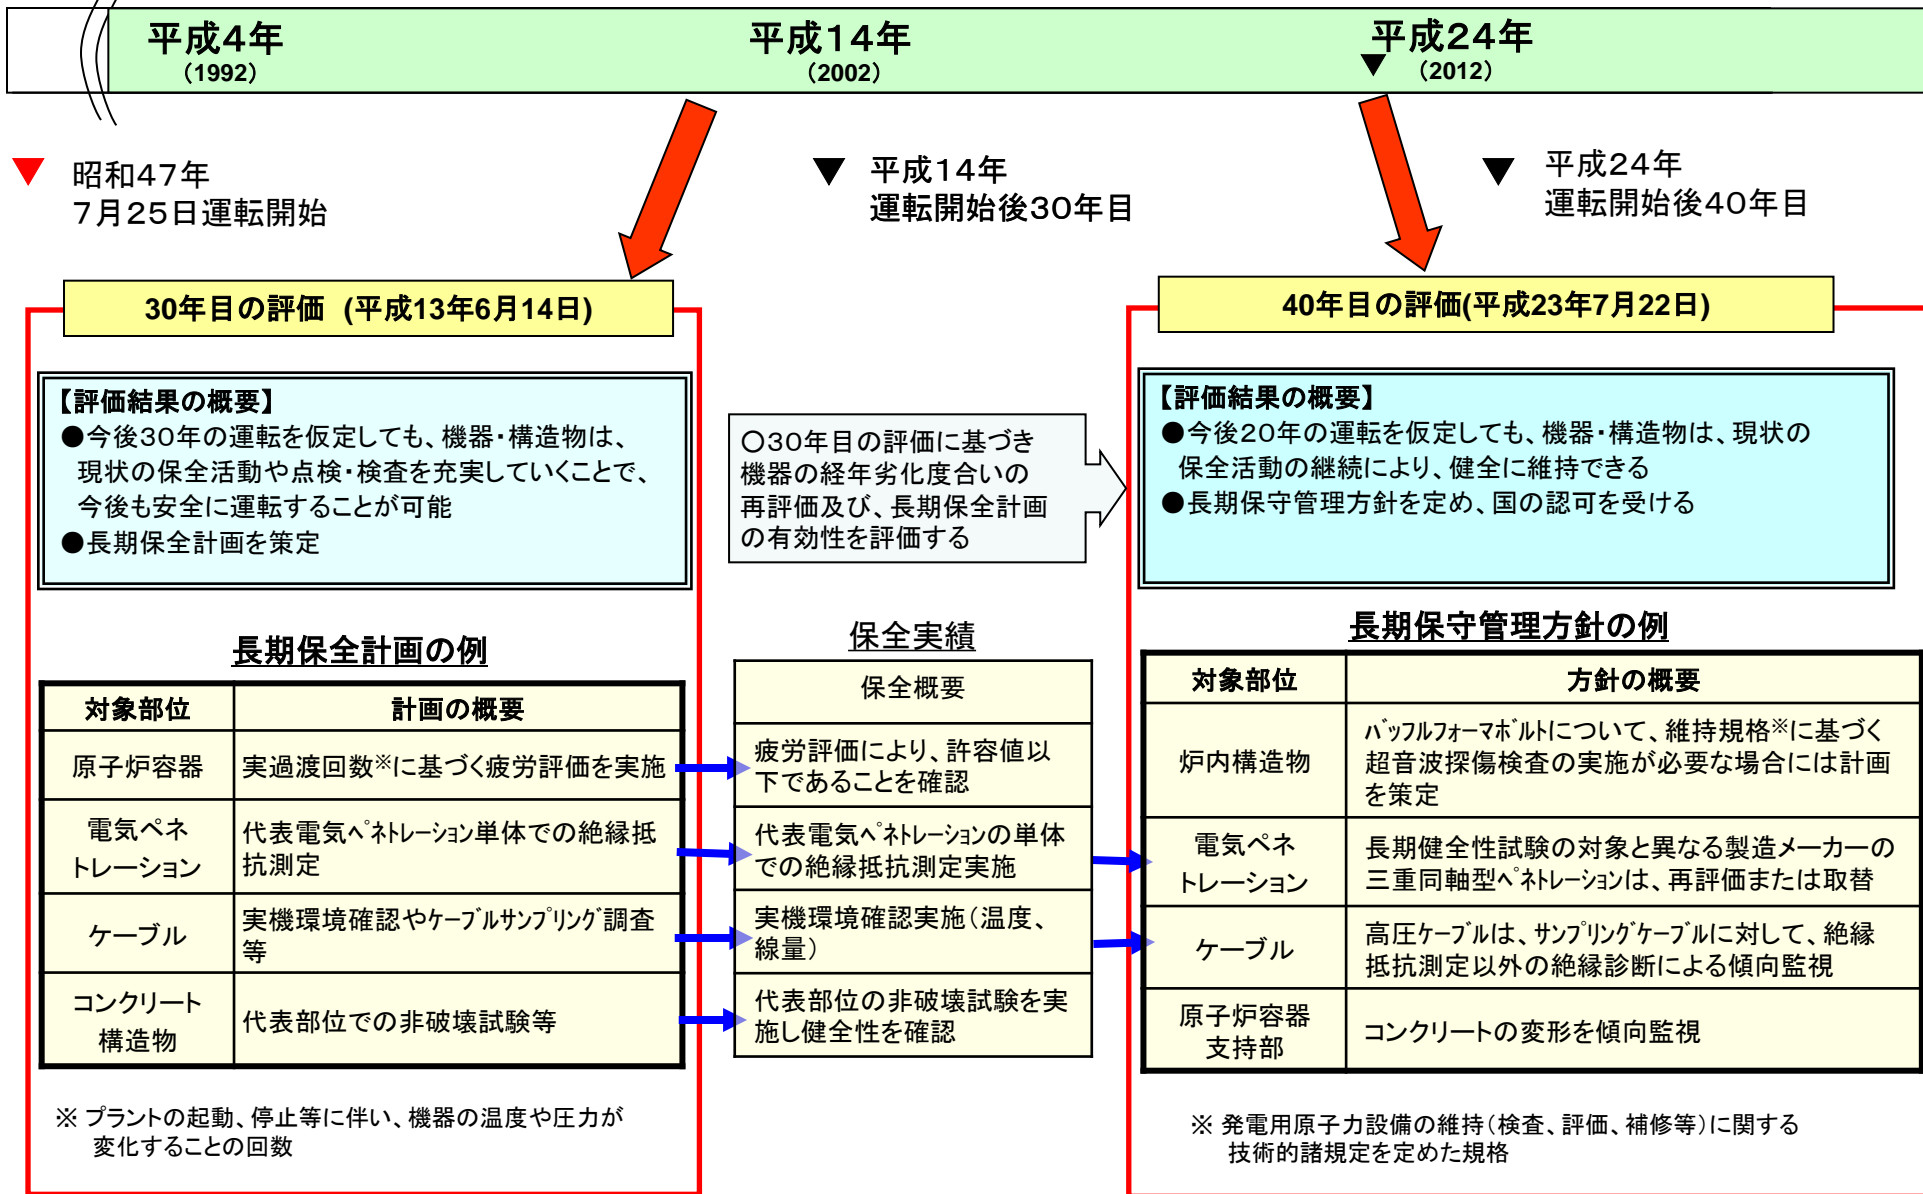 平成4年
（1992）
平成14年
（2002）
平成24年
▼
（2012）
▼ 昭和47年
7月25日運転開始
▼ 平成14年
運転開始後30年目
▼ 平成24年
運転開始後40年目
30年目の評価 (平成13年6月14日)
【評価結果の概要】
●今後30年の運転を仮定しても、機器・構造物は、
現状の保全活動や点検・検査を充実していくことで、
今後も安全に運転することが可能
●長期保全計画を策定
○30年目の評価に基づき
機器の経年劣化度合いの
再評価及び、長期保全計画
の有効性を評価する
40年目の評価(平成23年7月22日)
【評価結果の概要】
●今後20年の運転を仮定しても、機器・構造物は、現状の
保全活動の継続により、健全に維持できる
●長期保守管理方針を定め、国の認可を受ける
長期保全計画の例
対象部位
計画の概要
原子炉容器
実過渡回数※に基づく疲労評価を実施
電気ペネ
トレーション
代表電気ﾍﾟﾈﾄﾚｰｼｮﾝ単体での絶縁抵
抗測定
ケーブル
実機環境確認やｹｰﾌﾞﾙｻﾝﾌﾟﾘﾝｸﾞ調査
等
コンクリート
構造物
代表部位での非破壊試験等
※ プラントの起動、停止等に伴い、機器の温度や圧力が
変化することの回数
保全実績
保全概要
疲労評価により、許容値以
下であることを確認
代表電気ﾍﾟﾈﾄﾚｰｼｮﾝの単体
での絶縁抵抗測定実施
実機環境確認実施（温度、
線量）
代表部位の非破壊試験を実
施し健全性を確認
長期保守管理方針の例
対象部位
方針の概要
炉内構造物
ﾊﾞｯﾌﾙﾌｫｰﾏﾎﾞﾙﾄについて、維持規格※に基づく
超音波探傷検査の実施が必要な場合には計画
を策定
電気ペネ
トレーション
長期健全性試験の対象と異なる製造メーカーの
三重同軸型ﾍﾟﾈﾄﾚｰｼｮﾝは、再評価または取替
ケーブル
高圧ｹｰﾌﾞﾙは、ｻﾝﾌﾟﾘﾝｸﾞｹｰﾌﾞﾙに対して、絶縁
抵抗測定以外の絶縁診断による傾向監視
原子炉容器
支持部
コンクリートの変形を傾向監視
※ 発電用原子力設備の維持（検査、評価、補修等）に関する
技術的諸規定を定めた規格